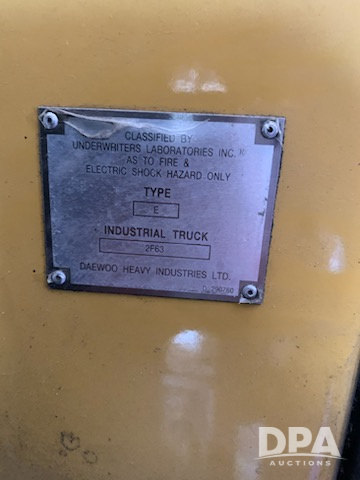 CLASSIFIED BY
UNDERWRITERS LABORATORIES INC.®
AS TO FIRE &
ELECTRIC SHOCK HAZARD ONLY
TYPE
E
INDUSTRIAL TRUCK
2F63
DAEWOO HEAVY INDUSTRIES LTD.
DPA
AUCTIONS